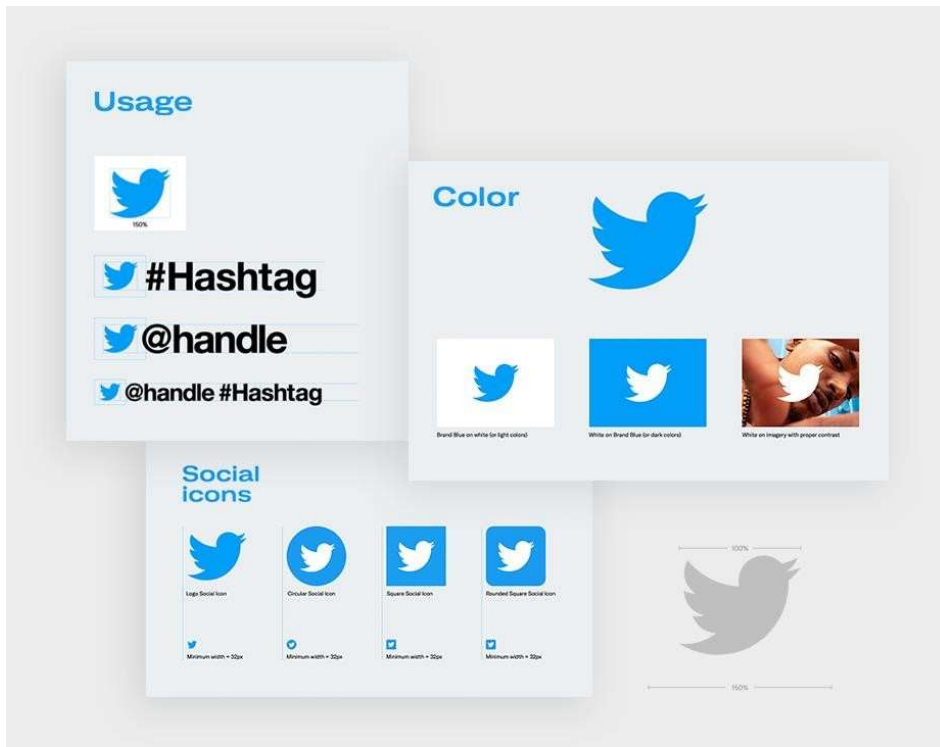 Usage
150%
#Hashtag
@handle
@handle #Hashtag
Color
Brand Blue on white (or light colors)
White on Brand Blue (or dark colors)
White on imagery with proper contrast
Social
icons
Logo Social Icon
Circular Social Icon
Square Social Icon
Rounded Square Social Icon
Minimum width = 32px
Minimum width = 32px
Minimum width = 32px
Minimum width = 32px
100%
150%